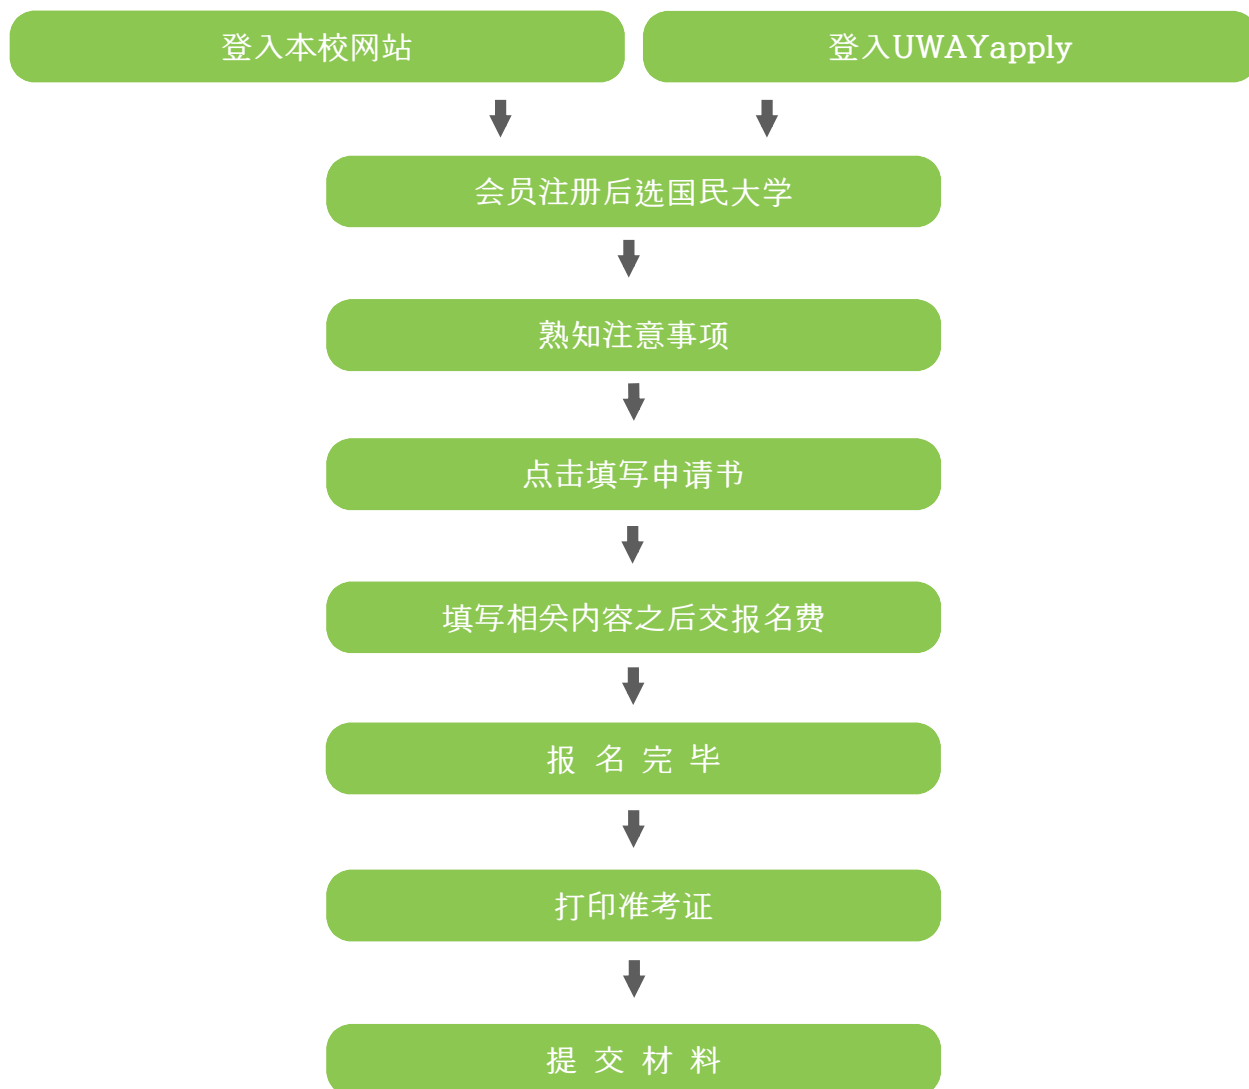 登入本校网站
登入UWAYapply
会员注册后选国民大学
熟知注意事项
点击填写申请书
填写相关内容之后交报名费
报 名 完 毕
打印准考证
提 交 材 料